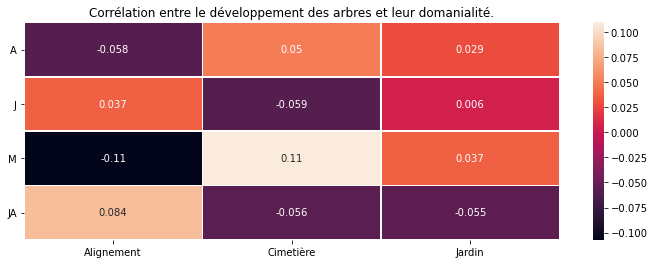 Corrélation entre le développement des arbres et leur domanialité.
A -0.058 0.05 0.029
J 0.037 -0.059 0.006
M -0.11 0.11 0.037
JA 0.084 -0.056 -0.055
Alignement Cimetière Jardin
0.100
0.075
0.050
0.025
0.000
−0.025
−0.050
−0.075
−0.100